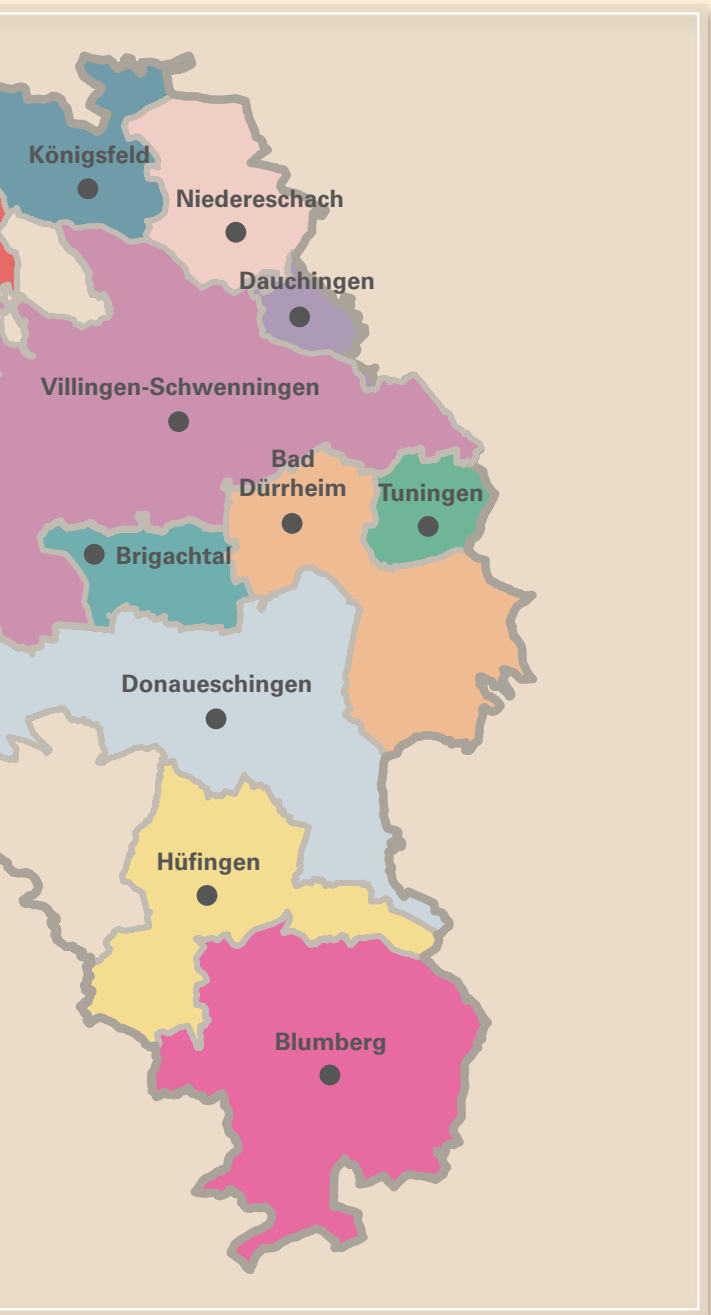 Königsfeld
Niedereschach
Dauchingen
Villingen-Schwenningen
Bad
Dürrheim
Tuningen
Brigachtal
Donaueschingen
Hüfingen
Blumberg